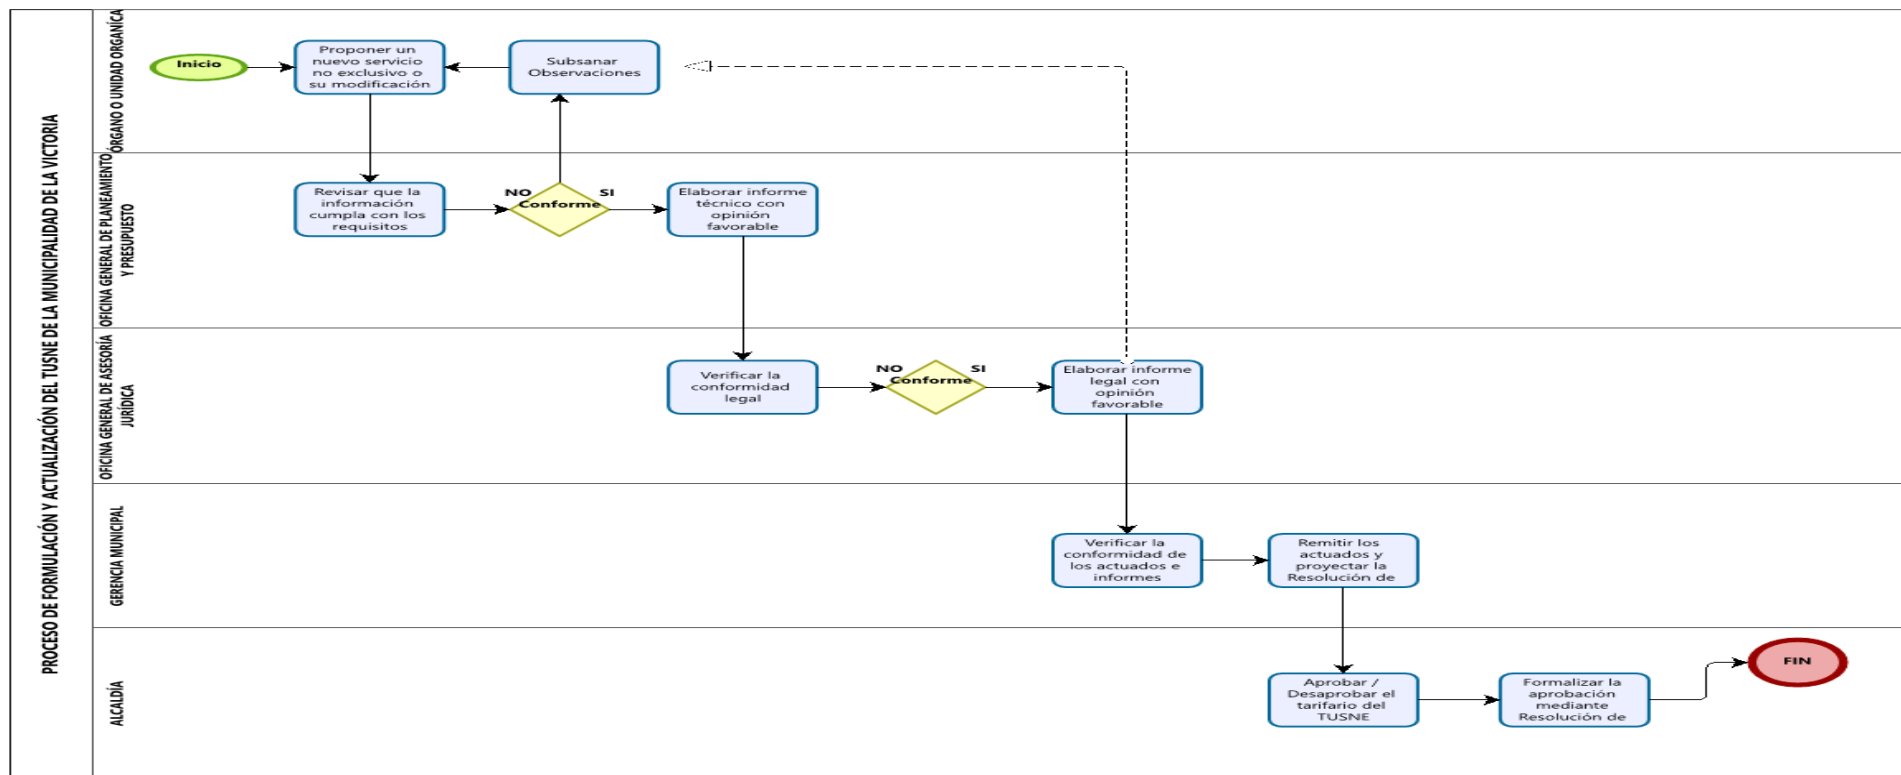 PROCESO DE FORMULACIÓN Y ACTUALIZACIÓN DEL TUSNE DE LA MUNICIPALIDAD DE LA VICTORIA
ÓRGANO O UNIDAD ORGANÍCA
Inicio
Proponer un
nuevo servicio
no exclusivo o
su modificación
Subsanar
Observaciones
OFICINA GENERAL DE PLANEAMIENTO
Y PRESUPUESTO
Revisar que la
información
cumpla con los
requisitos
NO
SI
Conforme
Elaborar informe
técnico con
opinión
favorable
OFICINA GENERAL DE ASESORÍA
JURÍDICA
Verificar la
conformidad
legal
NO
SI
Conforme
Elaborar informe
legal con
opinión
favorable
GERENCIA MUNICIPAL
Verificar la
conformidad de
los actuados e
informes
Remitir los
actuados y
proyectar la
Resolución de
ALCALDÍA
Aprobar /
Desaprobar el
tarifario del
TUSNE
Formalizar la
aprobación
mediante
Resolución de
FIN